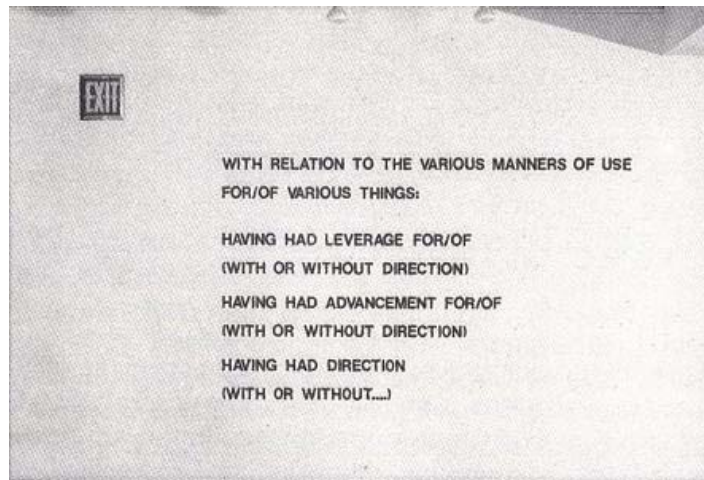 EXIT
WITH RELATION TO THE VARIOUS MANNERS OF USE
FOR/OF VARIOUS THINGS:
HAVING HAD LEVERAGE FOR/OF
(WITH OR WITHOUT DIRECTION)
HAVING HAD ADVANCEMENT FOR/OF
(WITH OR WITHOUT DIRECTION)
HAVING HAD DIRECTION
(WITH OR WITHOUT....)